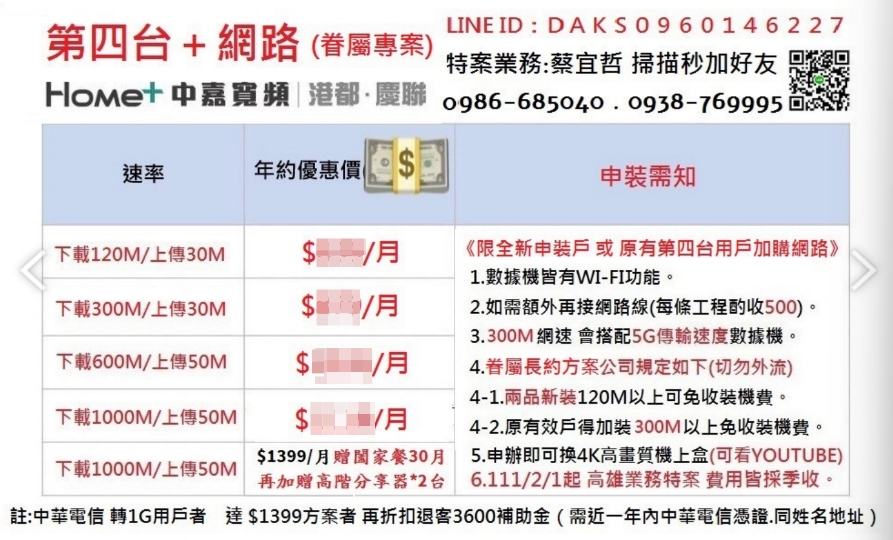 第四台 + 網路 (眷屬專案)
LINE ID：DAKS0960146227
特案業務:蔡宜哲 掃描秒加好友
Home+ 中嘉寬頻 | 港都·慶聯
0986-685040 . 0938-769995
速率
年約優惠價(
$
申裝需知
下載120M/上傳30M
$ /月
下載300M/上傳30M
$ /月
下載600M/上傳50M
$ /月
下載1000M/上傳50M
$ /月
下載1000M/上傳50M
$1399/月贈闔家餐30月
再加贈高階分享器*2台
《限全新申裝戶 或 原有第四台用戶加購網路》
1.數據機皆有WI-FI功能。
2.如需額外再接網路線(每條工程酌收500)。
3.300M網速 會搭配5G傳輸速度數據機。
4.眷屬長約方案公司規定如下(切勿外流)
4-1.兩品新裝120M以上可免收裝機費。
4-2.原有效戶得加裝300M以上免收裝機費。
5.申辦即可換4K高畫質機上盒(可看YOUTUBE)
6.111/2/1起 高雄業務特案 費用皆採季收。
註:中華電信 轉1G用戶者 達 $1399方案者 再折扣退客3600補助金（需近一年內中華電信憑證.同姓名地址）